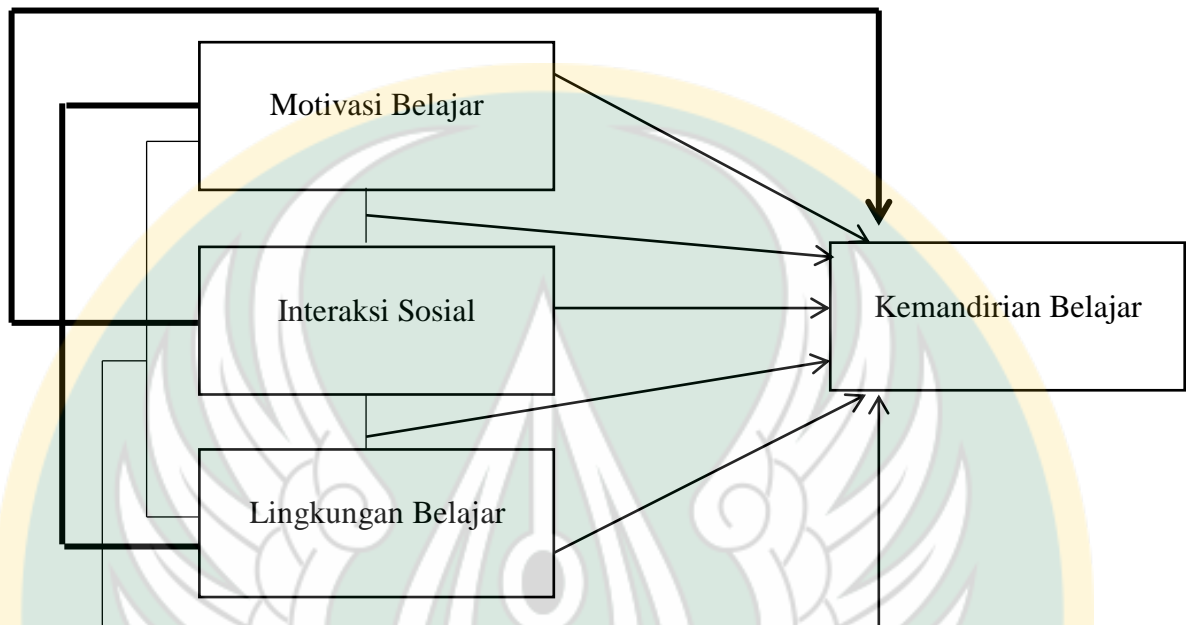 Motivasi Belajar
Interaksi Sosial
Kemandirian Belajar
Lingkungan Belajar